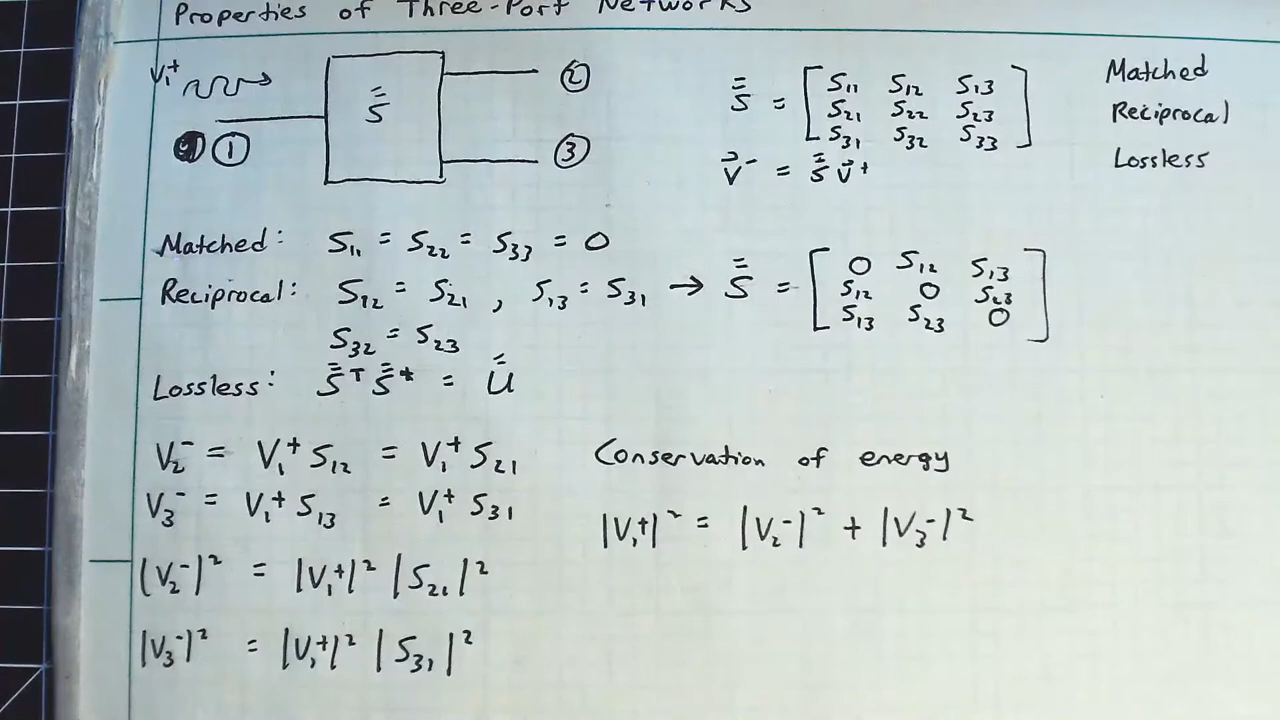 Properties of Three-Port Networks
V₁⁺
S̿
②
③
①
S̿ = [S₁₁ S₁₂ S₁₃
S₂₁ S₂₂ S₂₃
S₃₁ S₃₂ S₃₃]
V⃗⁻ = S̿ V⃗⁺
Matched
Reciprocal
Lossless
Matched: S₁₁ = S₂₂ = S₃₃ = 0
Reciprocal: S₁₂ = S₂₁ , S₁₃ = S₃₁ → S̿ = [0 S₁₂ S₁₃
S₁₂ 0 S₂₃
S₁₃ S₂₃ 0]
S₃₂ = S₂₃
Lossless: S̿ᵀ S̿* = U̿
V₂⁻ = V₁⁺ S₁₂ = V₁⁺ S₂₁
V₃⁻ = V₁⁺ S₁₃ = V₁⁺ S₃₁
|V₂⁻|² = |V₁⁺|² |S₂₁|²
|V₃⁻|² = |V₁⁺|² |S₃₁|²
Conservation of energy
|V₁⁺|² = |V₂⁻|² + |V₃⁻|²